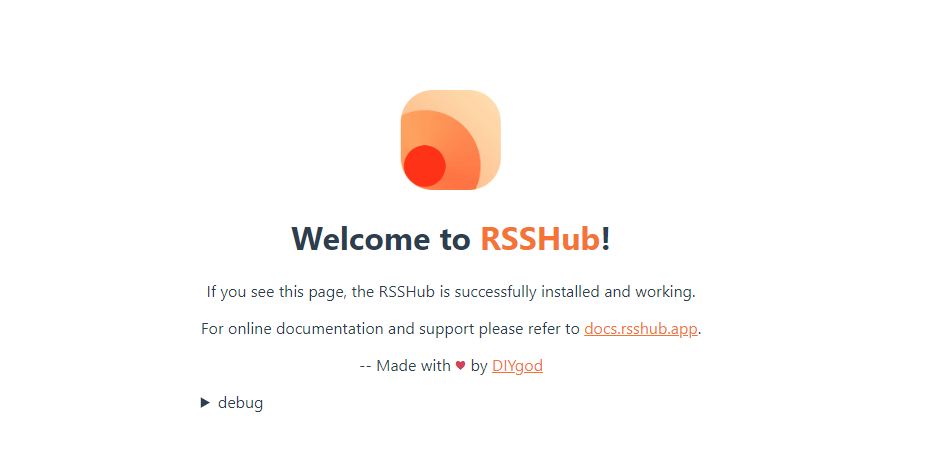 Welcome to RSSHub!
If you see this page, the RSSHub is successfully installed and working.
For online documentation and support please refer to docs.rsshub.app.
-- Made with ❤ by DIYgod
▶ debug